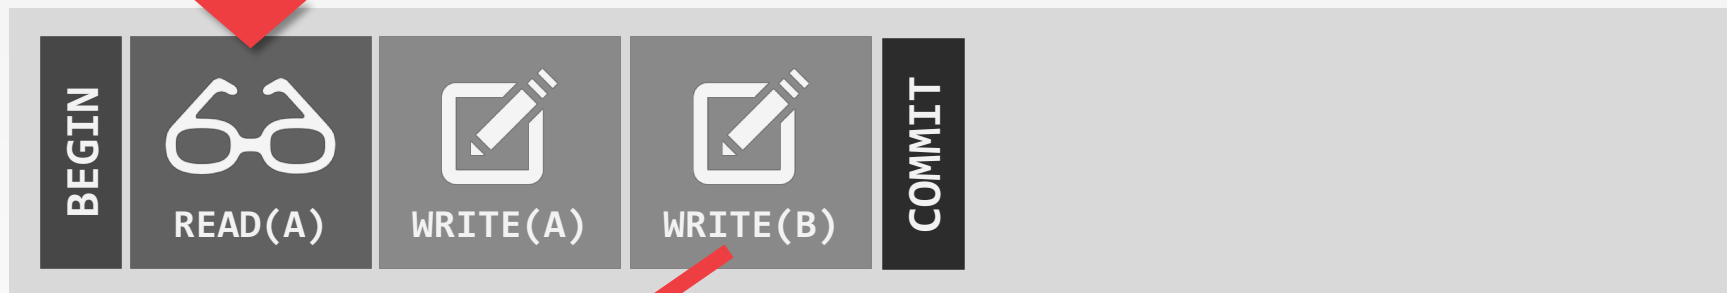 BEGIN
READ(A)
WRITE(A)
WRITE(B)
COMMIT